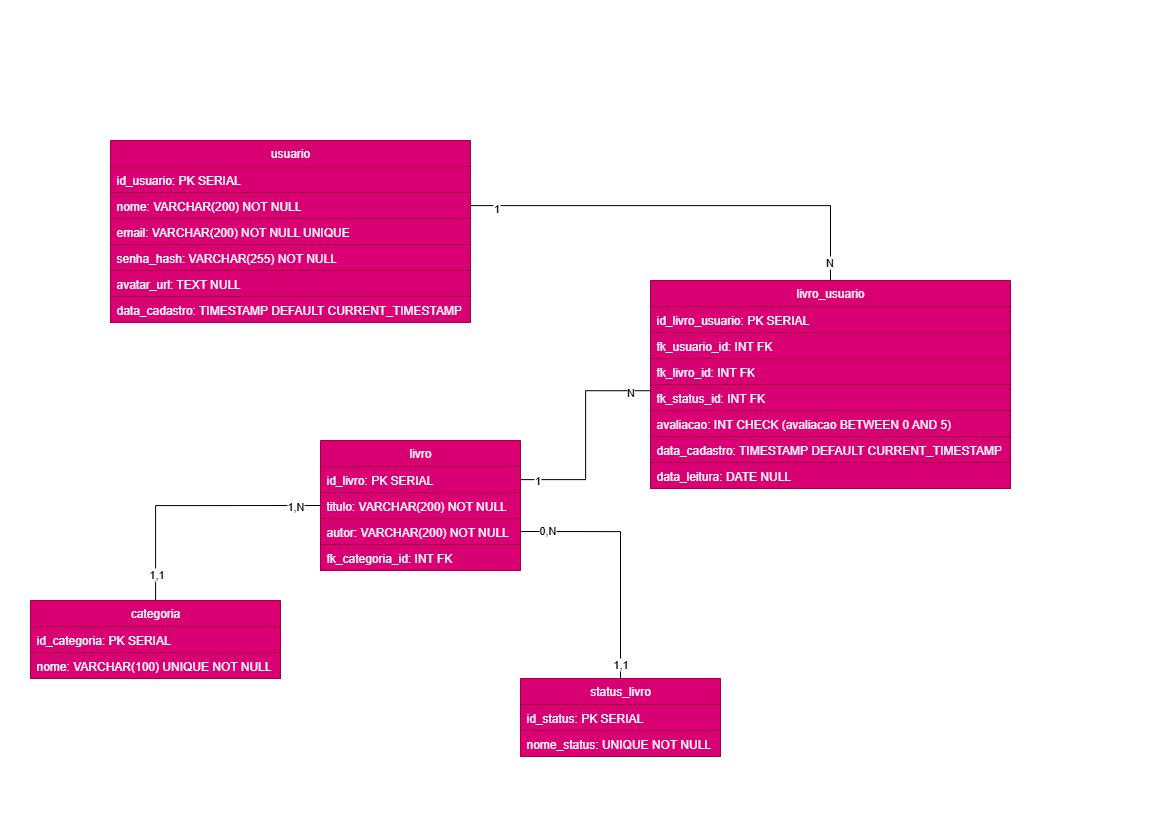 usuario
id_usuario: PK SERIAL
nome: VARCHAR(200) NOT NULL
email: VARCHAR(200) NOT NULL UNIQUE
senha_hash: VARCHAR(255) NOT NULL
avatar_url: TEXT NULL
data_cadastro: TIMESTAMP DEFAULT CURRENT_TIMESTAMP
1
N
livro_usuario
id_livro_usuario: PK SERIAL
fk_usuario_id: INT FK
fk_livro_id: INT FK
fk_status_id: INT FK
avaliacao: INT CHECK (avaliacao BETWEEN 0 AND 5)
data_cadastro: TIMESTAMP DEFAULT CURRENT_TIMESTAMP
data_leitura: DATE NULL
N
1
livro
id_livro: PK SERIAL
titulo: VARCHAR(200) NOT NULL
autor: VARCHAR(200) NOT NULL
fk_categoria_id: INT FK
1,N
0,N
1,1
categoria
id_categoria: PK SERIAL
nome: VARCHAR(100) UNIQUE NOT NULL
1,1
status_livro
id_status: PK SERIAL
nome_status: UNIQUE NOT NULL